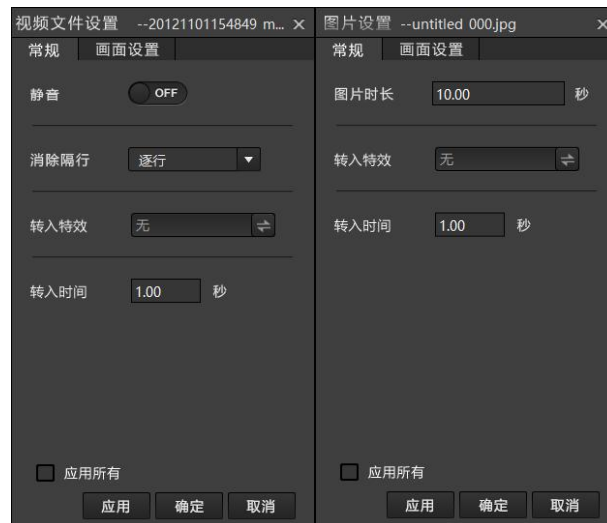 视频文件设置 --20121101154849 m... ×
常规 画面设置
静音 OFF
消除隔行 逐行
转入特效 无
转入时间 1.00 秒
应用所有
应用 确定 取消
图片设置 --untitled 000.jpg ×
常规 画面设置
图片时长 10.00 秒
转入特效 无
转入时间 1.00 秒
应用所有
应用 确定 取消